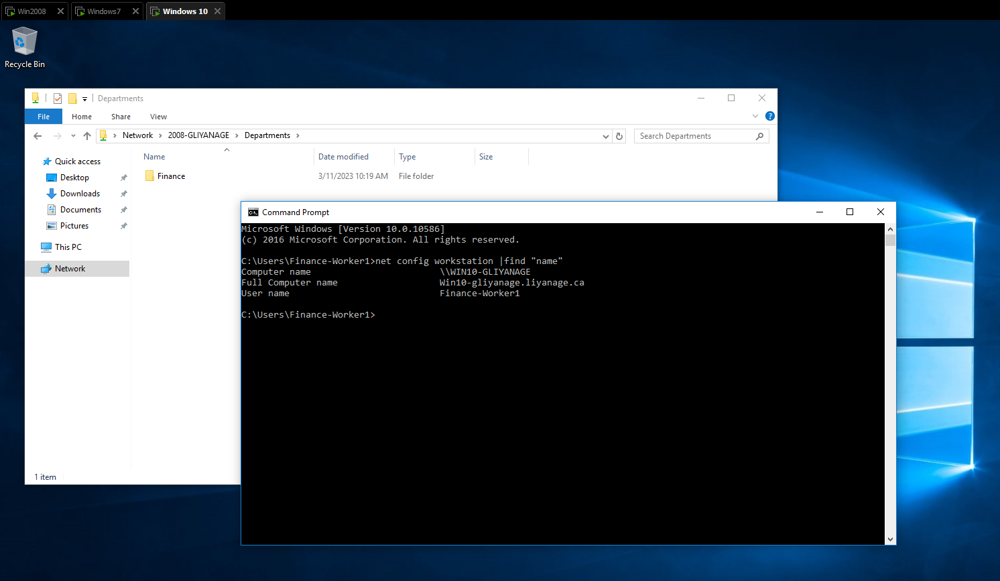 Win2008
Windows7
Windows 10
Recycle Bin
Departments
File Home Share View
Network 2008-GLIYANAGE Departments
Search Departments
Name Date modified Type Size
Quick access
Desktop
Downloads
Documents
Pictures
This PC
Network
Finance 3/11/2023 10:19 AM File folder
1 item
Command Prompt
Microsoft Windows [Version 10.0.10586]
(c) 2016 Microsoft Corporation. All rights reserved.
C:\Users\Finance-Worker1>net config workstation |find "name"
Computer name \\WIN10-GLIYANAGE
Full Computer name Win10-gliyanage.liyanage.ca
User name Finance-Worker1
C:\Users\Finance-Worker1>